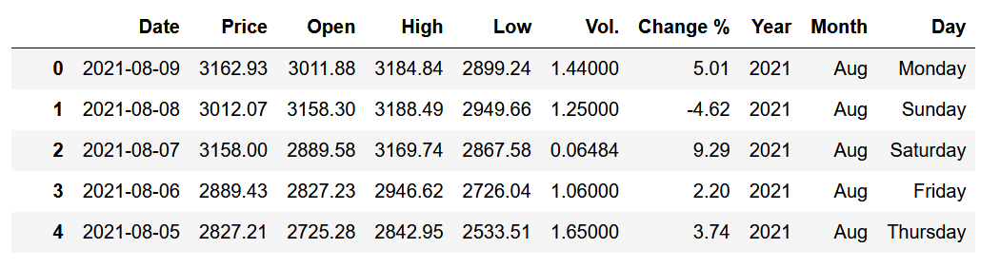 Date Price Open High Low Vol. Change % Year Month Day
0 2021-08-09 3162.93 3011.88 3184.84 2899.24 1.44000 5.01 2021 Aug Monday
1 2021-08-08 3012.07 3158.30 3188.49 2949.66 1.25000 -4.62 2021 Aug Sunday
2 2021-08-07 3158.00 2889.58 3169.74 2867.58 0.06484 9.29 2021 Aug Saturday
3 2021-08-06 2889.43 2827.23 2946.62 2726.04 1.06000 2.20 2021 Aug Friday
4 2021-08-05 2827.21 2725.28 2842.95 2533.51 1.65000 3.74 2021 Aug Thursday